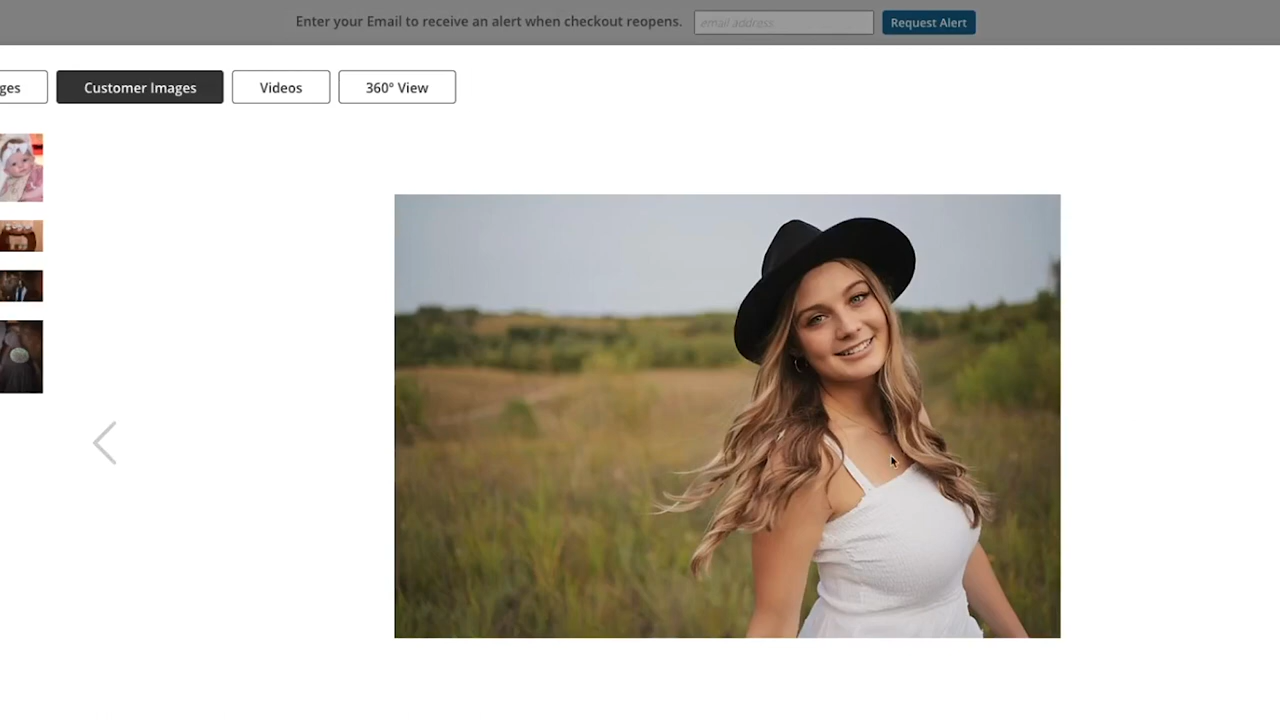 Enter your Email to receive an alert when checkout reopens.
email address
Request Alert
ges
Customer Images
Videos
360° View